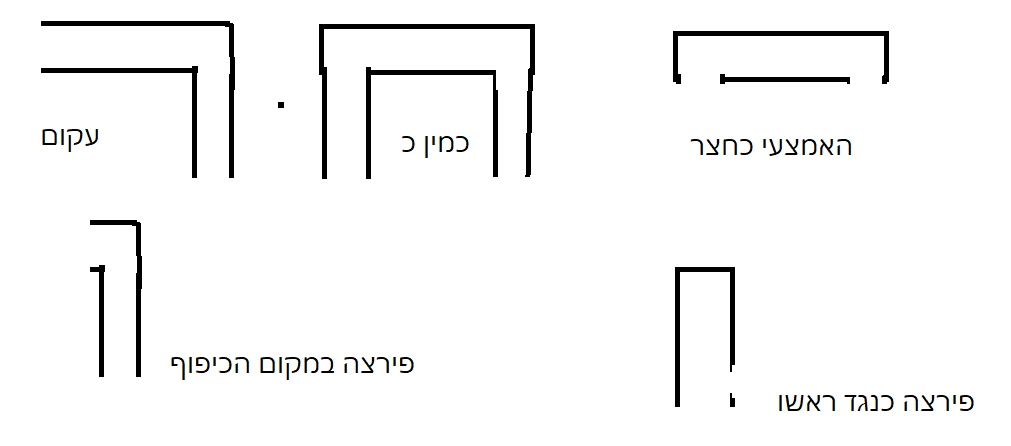 האמצעי כחצר
כמין כ
עקום
פירצה כנגד ראשו
פירצה במקום הכיפוף